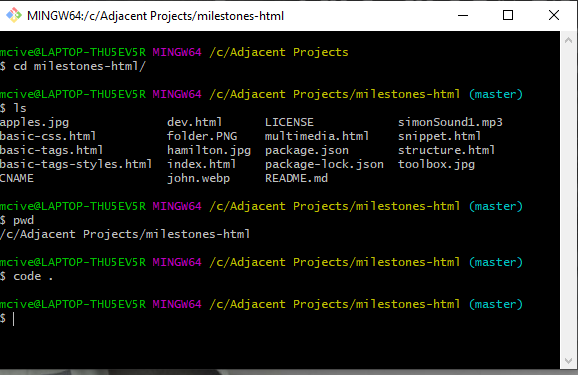 MINGW64:/c/Adjacent Projects/milestones-html
mcive@LAPTOP-THU5EV5R MINGW64 /c/Adjacent Projects
$ cd milestones-html/
mcive@LAPTOP-THU5EV5R MINGW64 /c/Adjacent Projects/milestones-html (master)
$ ls
apples.jpg dev.html LICENSE simonSound1.mp3
basic-css.html folder.PNG multimedia.html snippet.html
basic-tags.html hamilton.jpg package.json structure.html
basic-tags-styles.html index.html package-lock.json toolbox.jpg
CNAME john.webp README.md
mcive@LAPTOP-THU5EV5R MINGW64 /c/Adjacent Projects/milestones-html (master)
$ pwd
/c/Adjacent Projects/milestones-html
mcive@LAPTOP-THU5EV5R MINGW64 /c/Adjacent Projects/milestones-html (master)
$ code .
mcive@LAPTOP-THU5EV5R MINGW64 /c/Adjacent Projects/milestones-html (master)
$